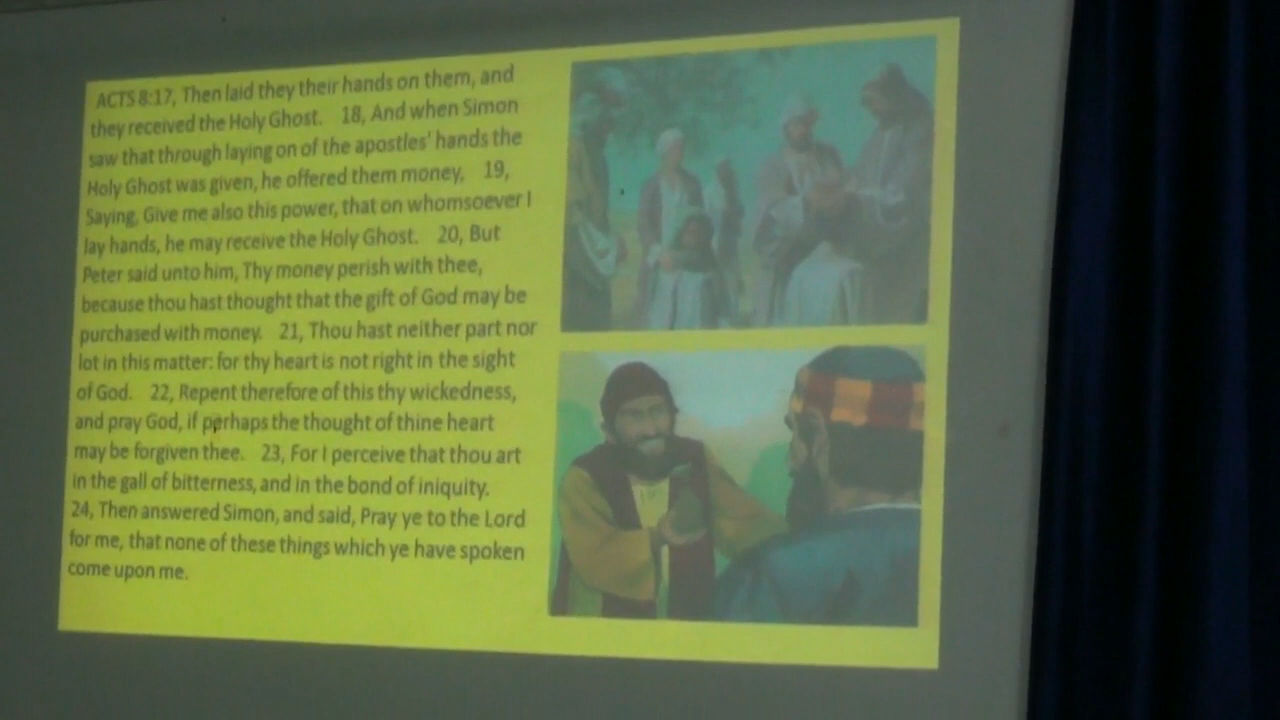 ACTS 8:17, Then laid they their hands on them, and
they received the Holy Ghost. 18, And when Simon
saw that through laying on of the apostles' hands the
Holy Ghost was given, he offered them money, 19,
Saying, Give me also this power, that on whomsoever I
lay hands, he may receive the Holy Ghost. 20, But
Peter said unto him, Thy money perish with thee,
because thou hast thought that the gift of God may be
purchased with money. 21, Thou hast neither part nor
lot in this matter: for thy heart is not right in the sight
of God. 22, Repent therefore of this thy wickedness,
and pray God, if perhaps the thought of thine heart
may be forgiven thee. 23, For I perceive that thou art
in the gall of bitterness, and in the bond of iniquity.
24, Then answered Simon, and said, Pray ye to the Lord
for me, that none of these things which ye have spoken
come upon me.